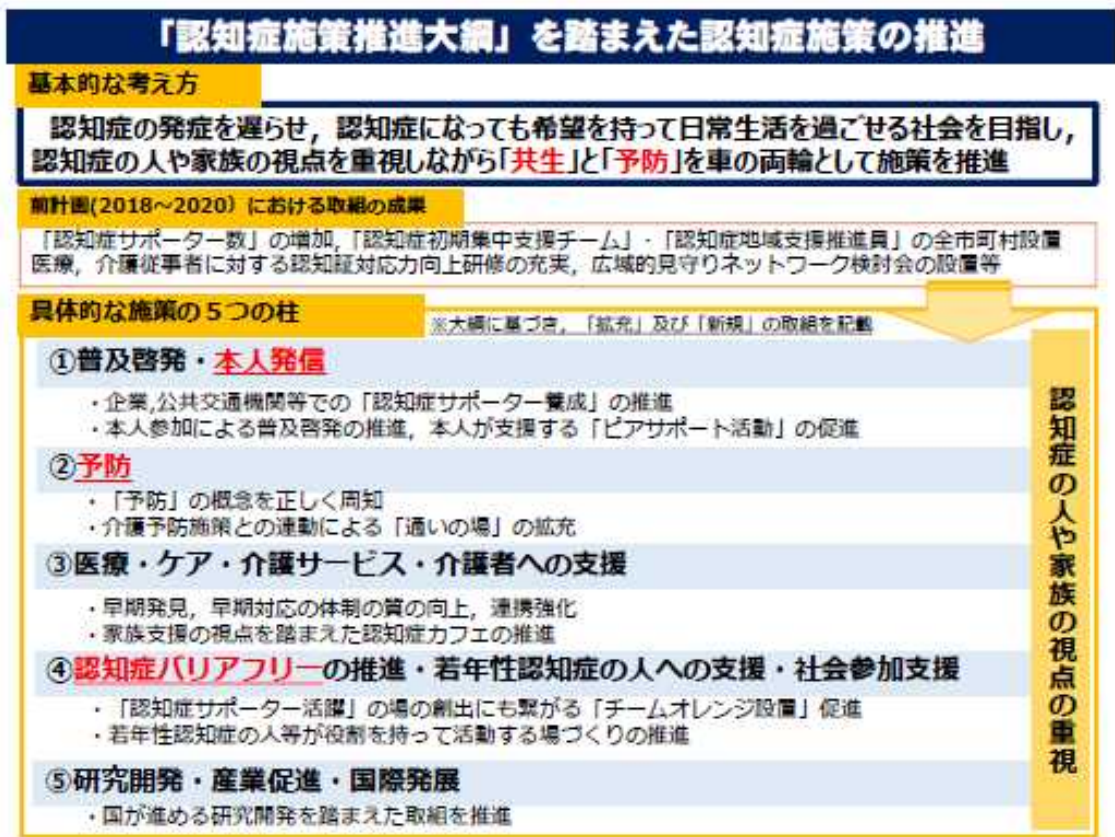 「認知症施策推進大綱」を踏まえた認知症施策の推進
基本的な考え方
認知症の発症を遅らせ，認知症になっても希望を持って日常生活を過ごせる社会を目指し，
認知症の人や家族の視点を重視しながら「共生」と「予防」を車の両輪として施策を推進
前計画(2018～2020）における取組の成果
「認知症サポーター数」の増加，「認知症初期集中支援チーム」・「認知症地域支援推進員」の全市町村設置
医療，介護従事者に対する認知証対応力向上研修の充実，広域的見守りネットワーク検討会の設置等
具体的な施策の５つの柱
※大綱に基づき，「拡充」及び「新規」の取組を記載
①普及啓発・本人発信
・企業,公共交通機関等での「認知症サポーター養成」の推進
・本人参加による普及啓発の推進，本人が支援する「ピアサポート活動」の促進
②予防
・「予防」の概念を正しく周知
・介護予防施策との連動による「通いの場」の拡充
③医療・ケア・介護サービス・介護者への支援
・早期発見，早期対応の体制の質の向上，連携強化
・家族支援の視点を踏まえた認知症カフェの推進
④認知症バリアフリーの推進・若年性認知症の人への支援・社会参加支援
・「認知症サポーター活躍」の場の創出にも繋がる「チームオレンジ設置」促進
・若年性認知症の人等が役割を持って活動する場づくりの推進
⑤研究開発・産業促進・国際発展
・国が進める研究開発を踏まえた取組を推進
認知症の人や家族の視点の重視